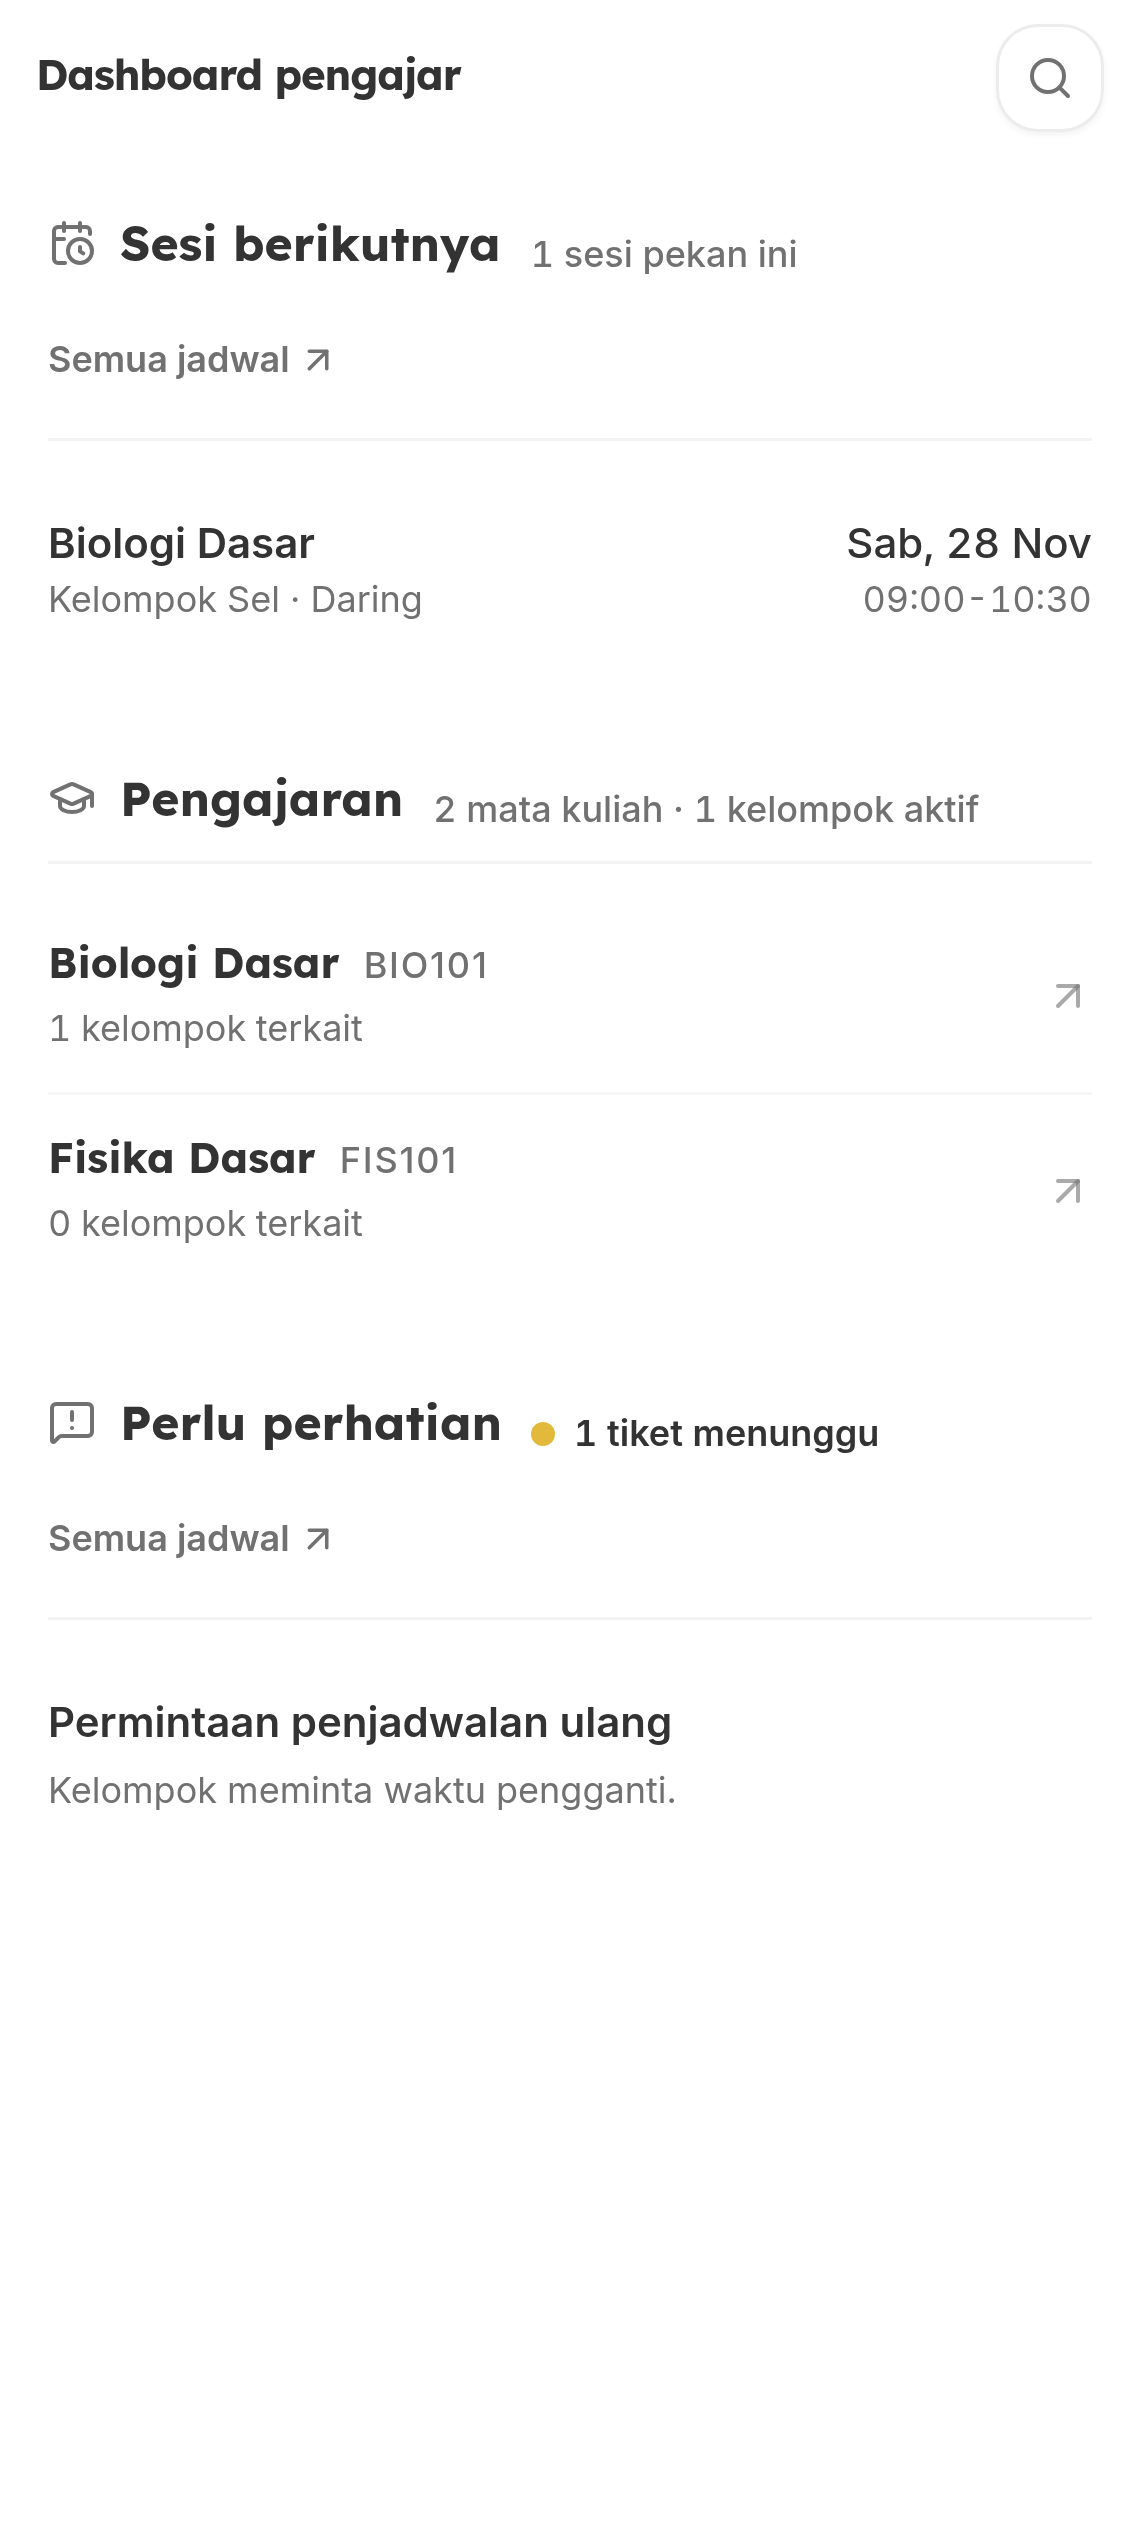 Dashboard pengajar
Sesi berikutnya 1 sesi pekan ini
Semua jadwal
Biologi Dasar Sab, 28 Nov
Kelompok Sel · Daring 09:00-10:30
Pengajaran 2 mata kuliah · 1 kelompok aktif
Biologi Dasar BIO101
1 kelompok terkait
Fisika Dasar FIS101
0 kelompok terkait
Perlu perhatian 1 tiket menunggu
Semua jadwal
Permintaan penjadwalan ulang
Kelompok meminta waktu pengganti.